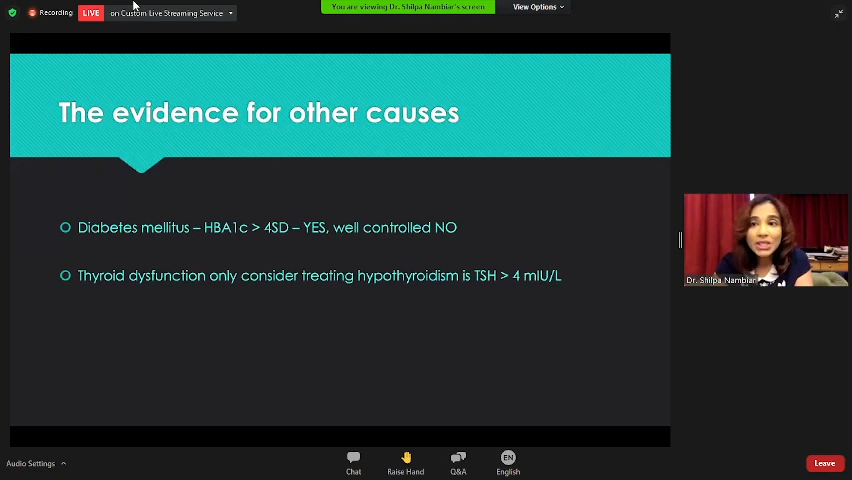 Recording
LIVE
on Custom Live Streaming Service
You are viewing Dr. Shilpa Nambiar's screen
View Options
The evidence for other causes
Diabetes mellitus – HBA1c > 4SD – YES, well controlled NO
Thyroid dysfunction only consider treating hypothyroidism is TSH > 4 mIU/L
Dr. Shilpa Nambiar
Audio Settings
Chat
Raise Hand
Q&A
EN
English
Leave